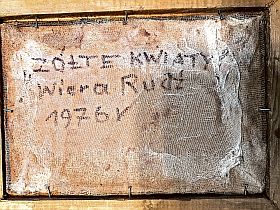 ŻÓŁTE KWIATY
Wiera Rudź
1976 r